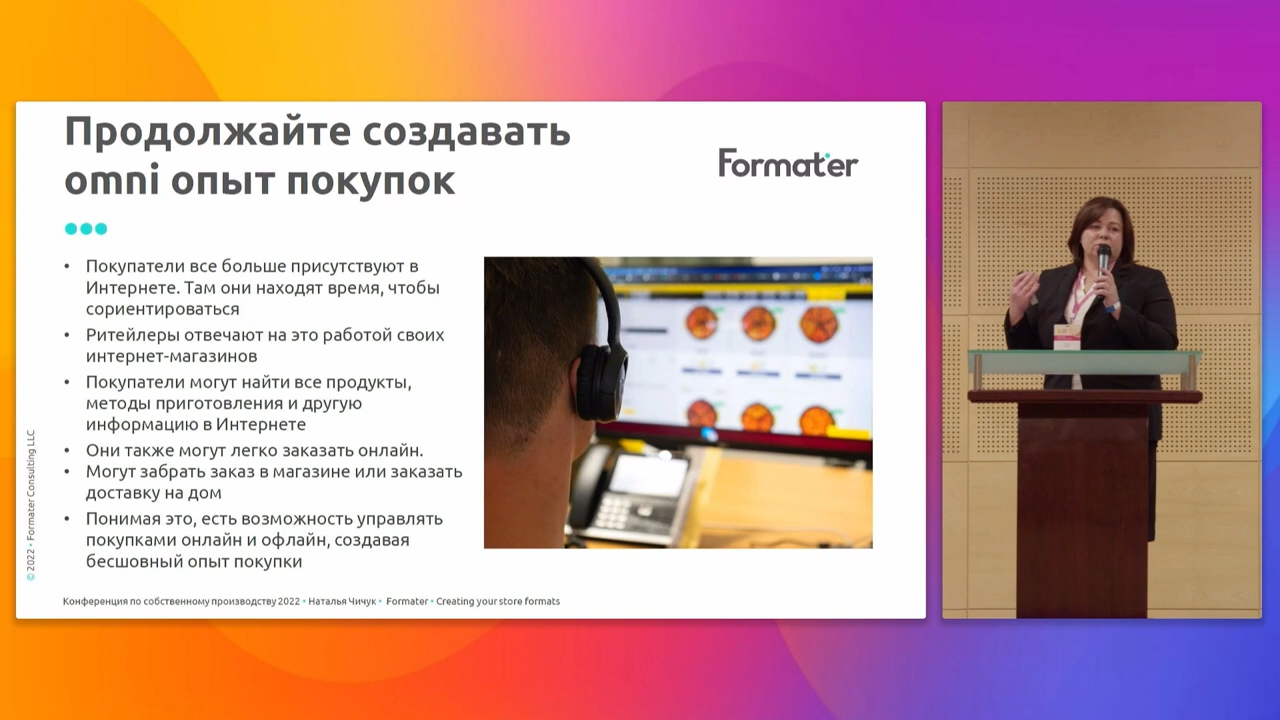 Продолжайте создавать
omni опыт покупок
Formater
• Покупатели все больше присутствуют в
Интернете. Там они находят время, чтобы
сориентироваться
• Ритейлеры отвечают на это работой своих
интернет-магазинов
• Покупатели могут найти все продукты,
методы приготовления и другую
информацию в Интернете
• Они также могут легко заказать онлайн.
• Могут забрать заказ в магазине или заказать
доставку на дом
• Понимая это, есть возможность управлять
покупками онлайн и офлайн, создавая
бесшовный опыт покупки
© 2022 • Formater Consulting LLC
Конференция по собственному производству 2022 • Наталья Чичук • Formater • Creating your store formats